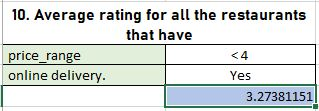 10. Average rating for all the restaurants
that have
price_range < 4
online delivery. Yes
3.27381151